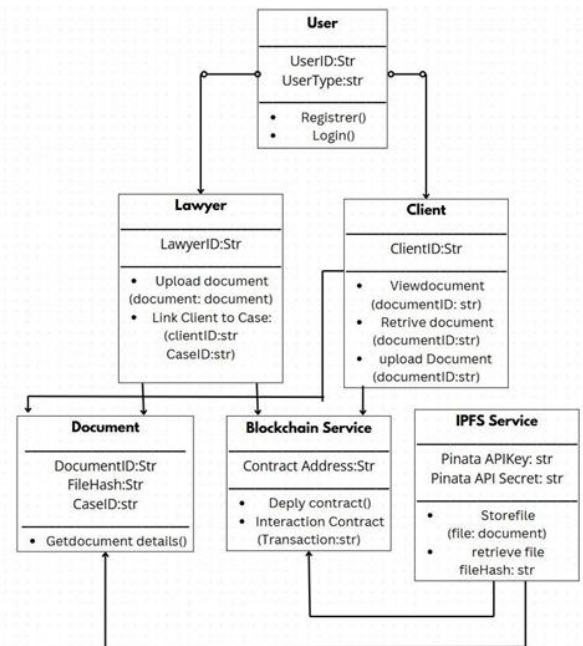 User
UserID:Str
UserType:str
• Registrer()
• Login()
Lawyer
LawyerID:Str
• Upload document
(document: document)
• Link Client to Case:
(clientID:str
CaseID:str)
Client
ClientID:Str
• Viewdocument
(documentID: str)
• Retrive document
(documentID:str)
• upload Document
(documentID:str)
Document
DocumentID:Str
FileHash:Str
CaseID:str
• Getdocument details()
Blockchain Service
Contract Address:Str
• Deply contract()
• Interaction Contract
(Transaction:str)
IPFS Service
Pinata APIKey: str
Pinata API Secret: str
• Storefile
(file: document)
• retrieve file
fileHash: str